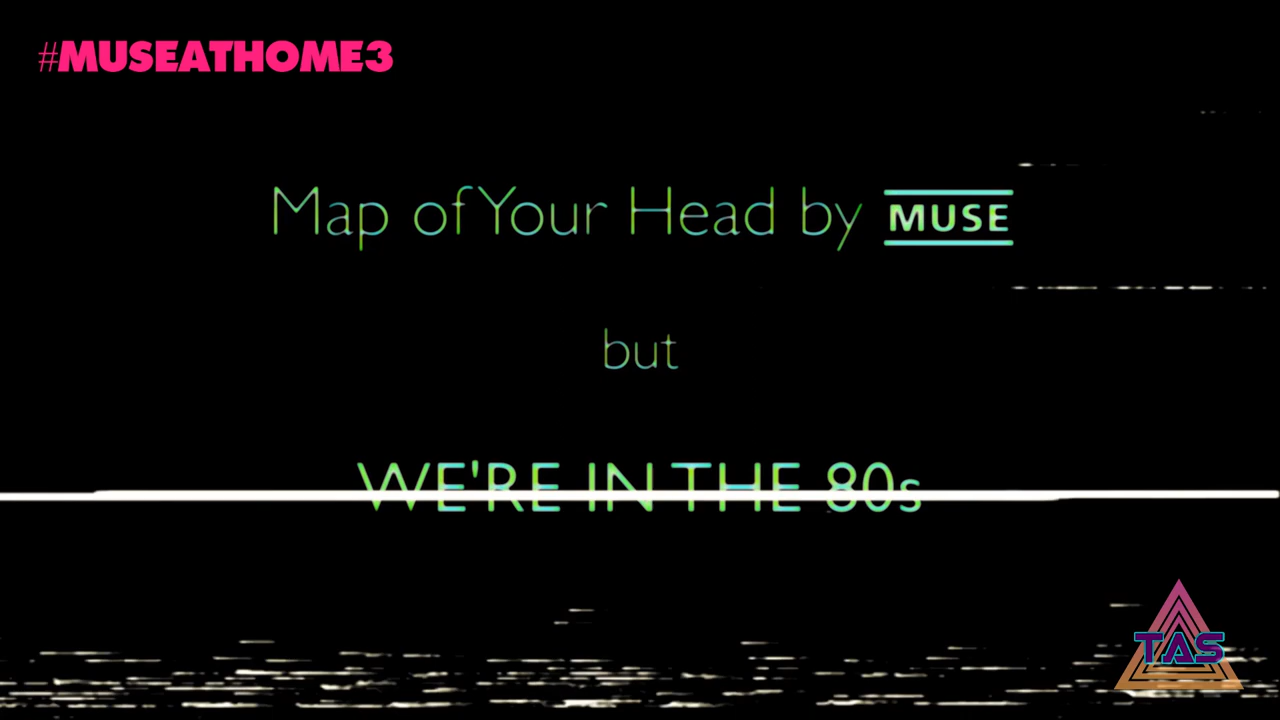 #MUSEATHOME3
Map of Your Head by MUSE
but
WE'RE IN THE 80s
TAS